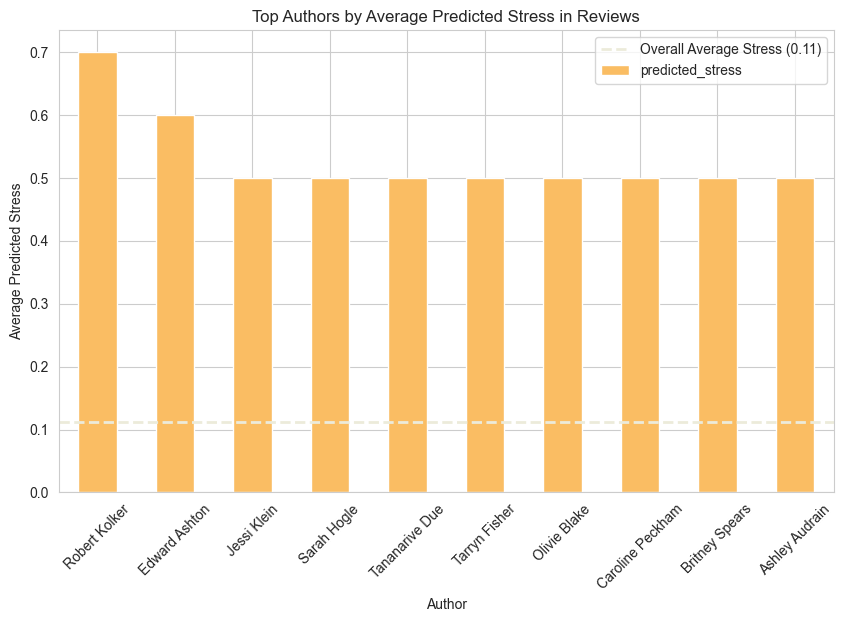 Top Authors by Average Predicted Stress in Reviews
Overall Average Stress (0.11)
predicted_stress
Average Predicted Stress
0.7
0.6
0.5
0.4
0.3
0.2
0.1
0.0
Robert Kolker
Edward Ashton
Jessi Klein
Sarah Hogle
Tananarive Due
Tarryn Fisher
Olivie Blake
Caroline Peckham
Britney Spears
Ashley Audrain
Author